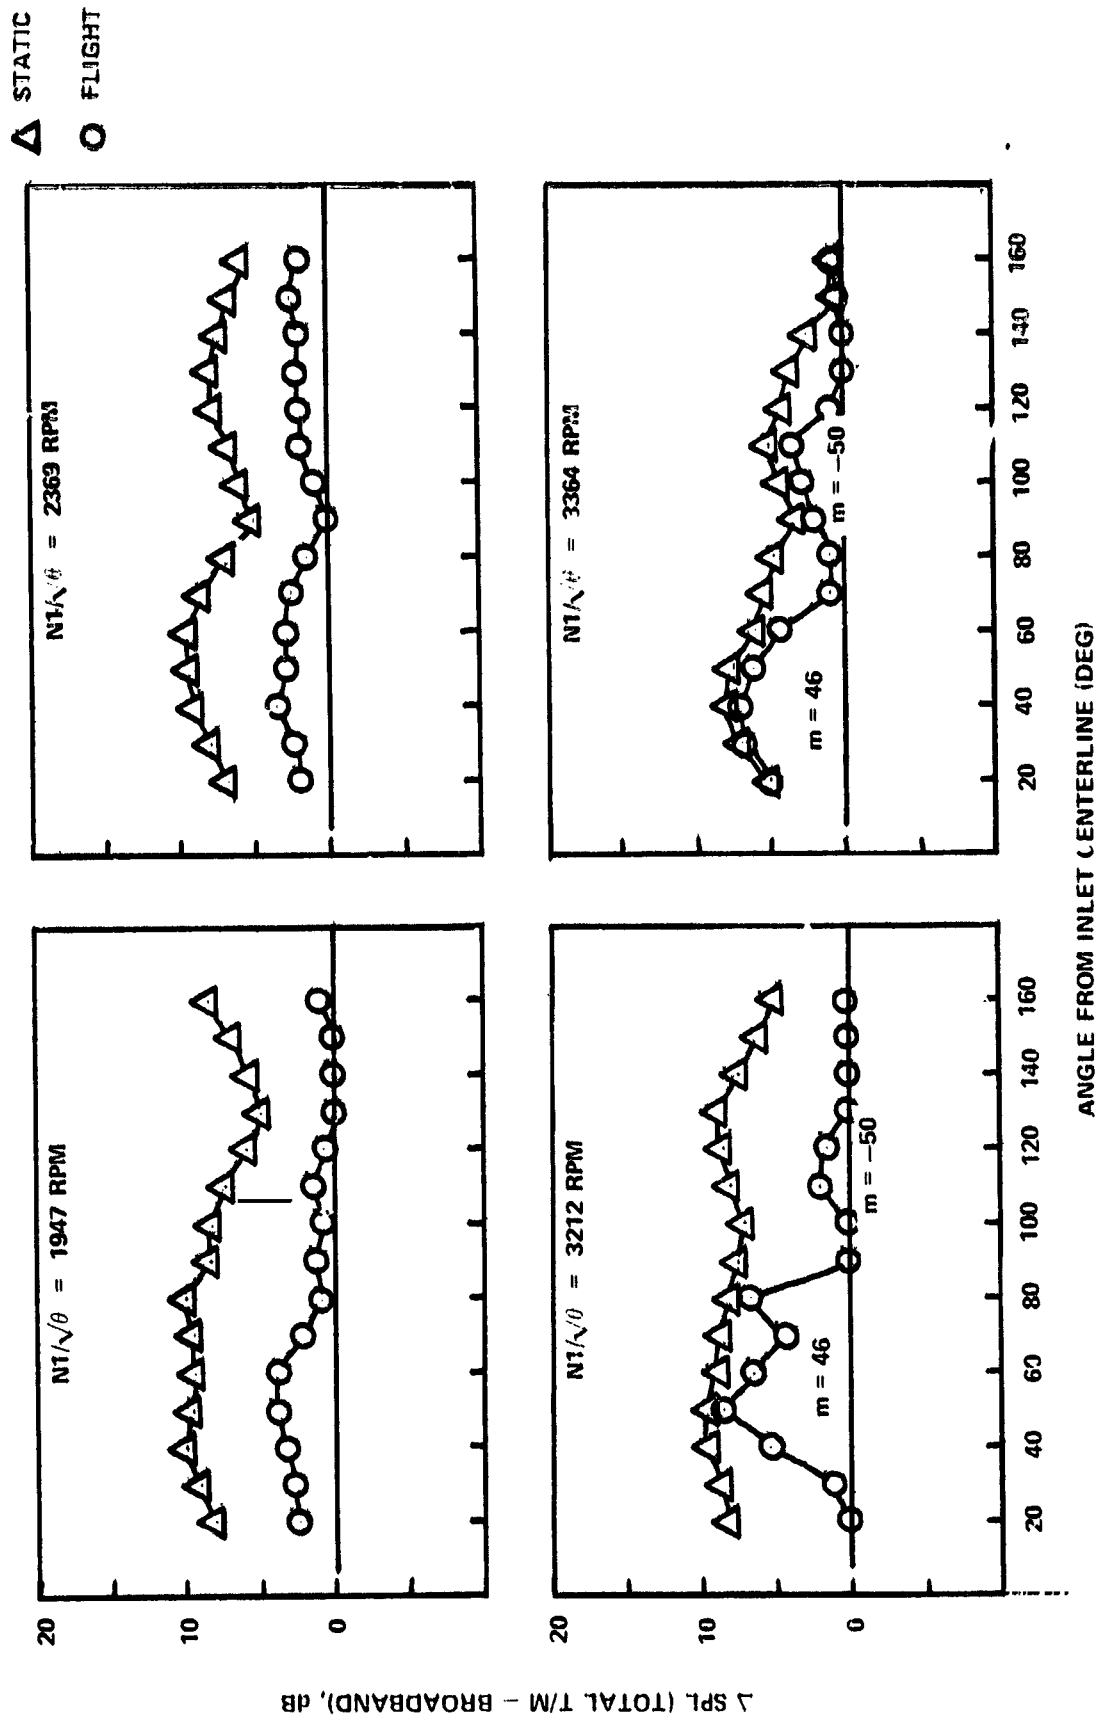 △ STATIC
○ FLIGHT
N1/√θ = 1947 RPM
N1/√θ = 2369 RPM
20
10
0
N1/√θ = 3212 RPM
N1/√θ = 3364 RPM
m = 46
m = −50
m = 46
m = −50
20
10
0
20 40 60 80 100 120 140 160
20 40 60 80 100 120 140 160
Δ SPL (TOTAL T/M − BROADBAND), dB
ANGLE FROM INLET CENTERLINE (DEG)